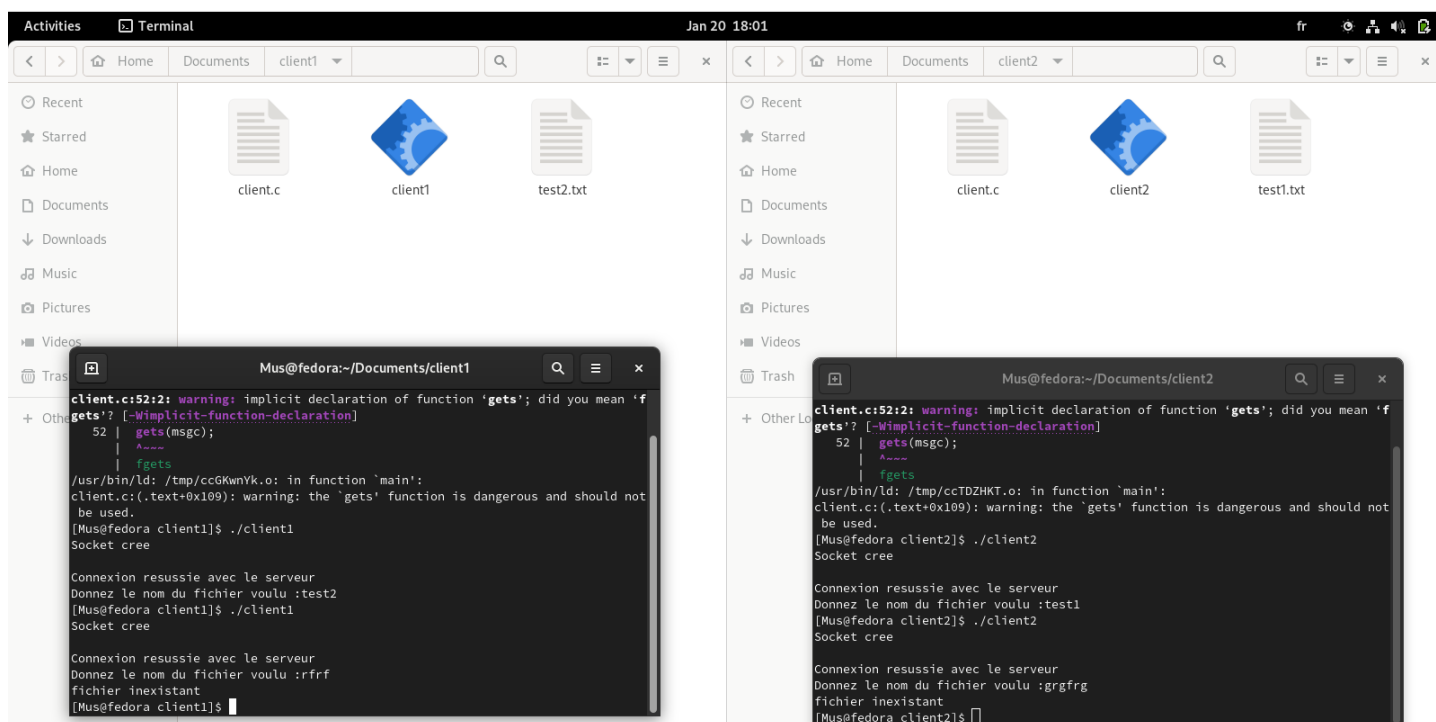 Activities Terminal Jan 20 18:01 fr
Home Documents client1
Recent
Starred
Home
Documents
Downloads
Music
Pictures
Videos
Tras
+ Othe
client.c client1 test2.txt
Mus@fedora:~/Documents/client1
client.c:52:2: warning: implicit declaration of function ‘gets’; did you mean ‘f
gets’? [-Wimplicit-function-declaration]
52 | gets(msgc);
| ^~~~
| fgets
/usr/bin/ld: /tmp/ccGKwnYk.o: in function `main':
client.c:(.text+0x109): warning: the `gets' function is dangerous and should not
be used.
[Mus@fedora client1]$ ./client1
Socket cree
Connexion resussie avec le serveur
Donnez le nom du fichier voulu :test2
[Mus@fedora client1]$ ./client1
Socket cree
Connexion resussie avec le serveur
Donnez le nom du fichier voulu :rfrf
fichier inexistant
[Mus@fedora client1]$
Home Documents client2
Recent
Starred
Home
Documents
Downloads
Music
Pictures
Videos
Trash
+ Other Lo
client.c client2 test1.txt
Mus@fedora:~/Documents/client2
client.c:52:2: warning: implicit declaration of function ‘gets’; did you mean ‘f
gets’? [-Wimplicit-function-declaration]
52 | gets(msgc);
| ^~~~
| fgets
/usr/bin/ld: /tmp/ccTDZHKT.o: in function `main':
client.c:(.text+0x109): warning: the `gets' function is dangerous and should not
be used.
[Mus@fedora client2]$ ./client2
Socket cree
Connexion resussie avec le serveur
Donnez le nom du fichier voulu :test1
[Mus@fedora client2]$ ./client2
Socket cree
Connexion resussie avec le serveur
Donnez le nom du fichier voulu :grgfrg
fichier inexistant
[Mus@fedora client2]$